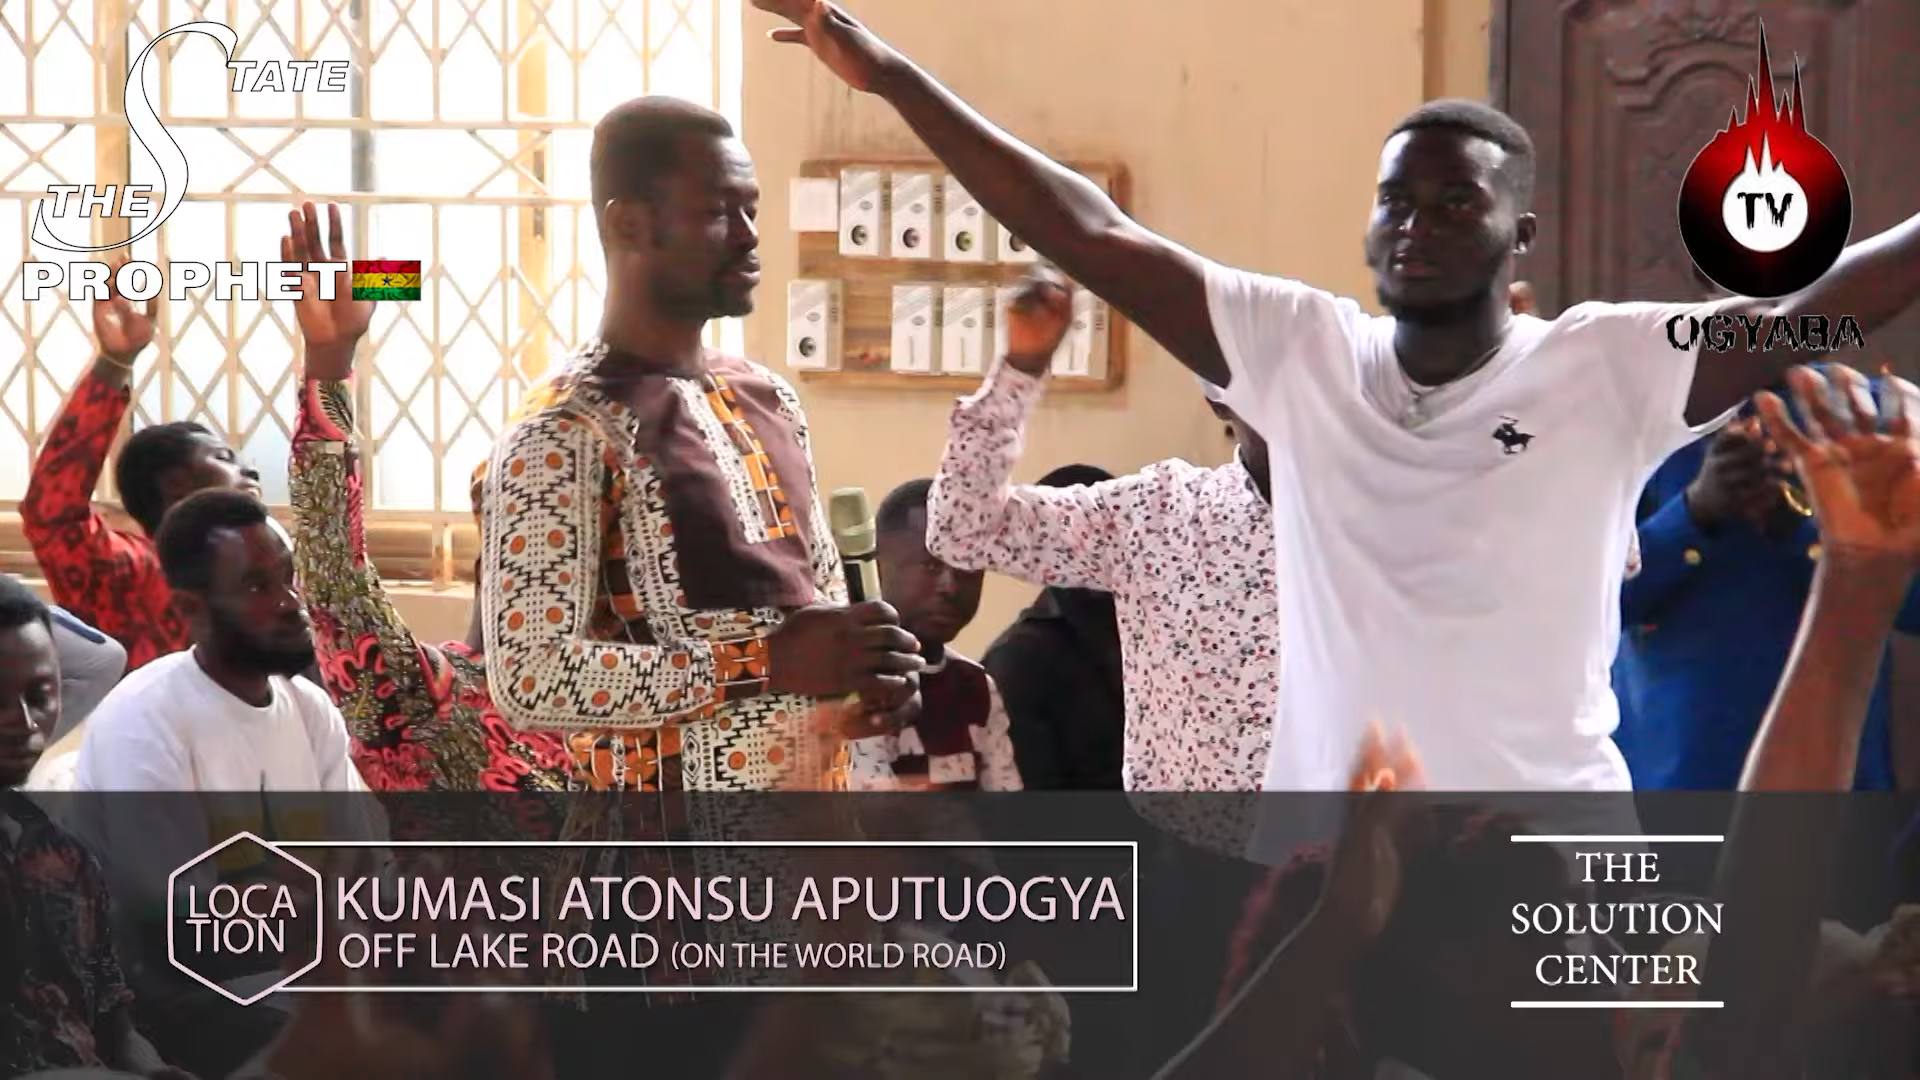 THE STATE
PROPHET
TV
OGYABA
LOCA
TION
KUMASI ATONSU APUTUOGYA
OFF LAKE ROAD (ON THE WORLD ROAD)
THE
SOLUTION
CENTER